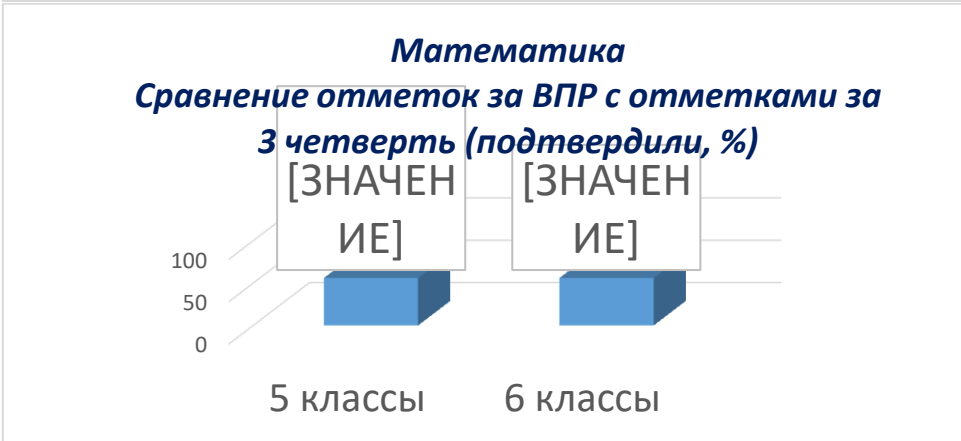 Математика
Сравнение отметок за ВПР с отметками за
3 четверть (подтвердили, %)
[ЗНАЧЕН
ИЕ]
[ЗНАЧЕН
ИЕ]
100
50
0
5 классы
6 классы